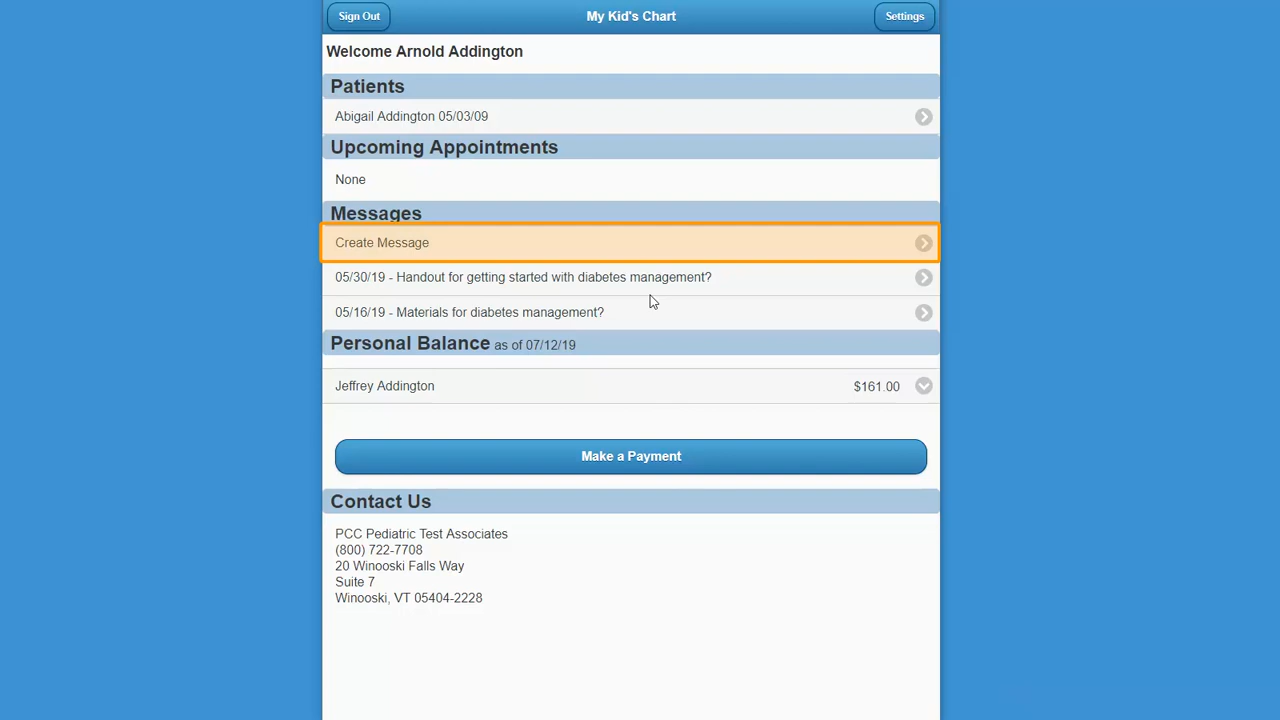 Sign Out
My Kid's Chart
Settings
Welcome Arnold Addington
Patients
Abigail Addington 05/03/09
Upcoming Appointments
None
Messages
Create Message
05/30/19 - Handout for getting started with diabetes management?
05/16/19 - Materials for diabetes management?
Personal Balance as of 07/12/19
Jeffrey Addington $161.00
Make a Payment
Contact Us
PCC Pediatric Test Associates
(800) 722-7708
20 Winooski Falls Way
Suite 7
Winooski, VT 05404-2228